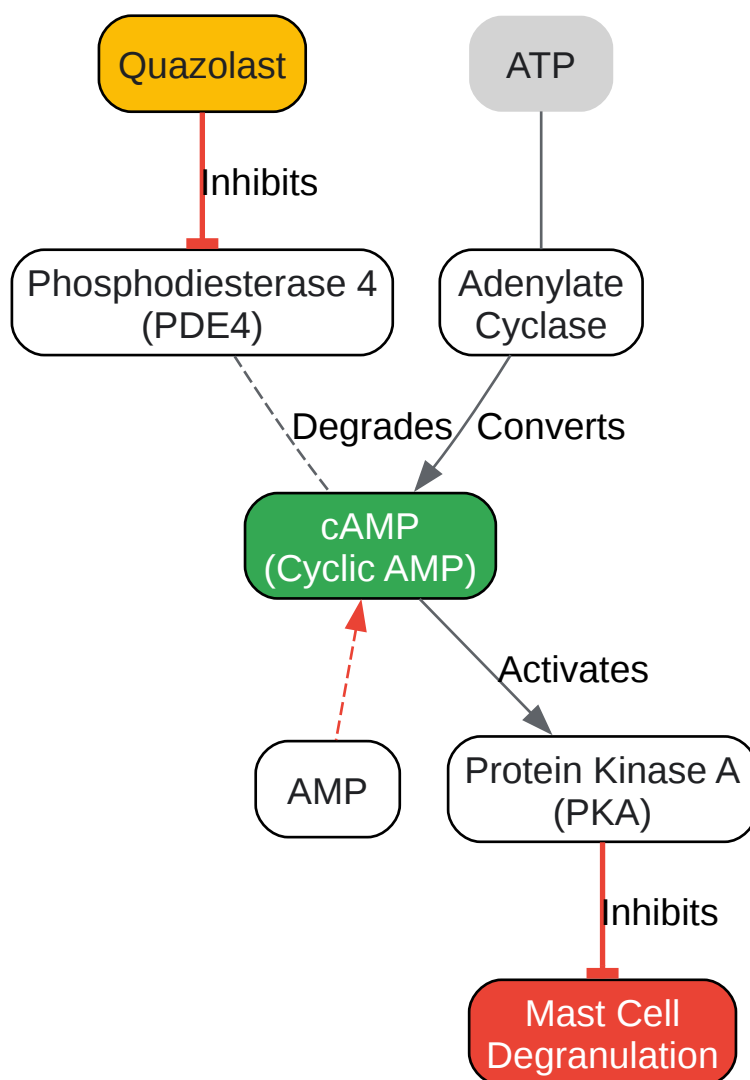 Quazolast
ATP
Inhibits
Phosphodiesterase 4
(PDE4)
Adenylate
Cyclase
Degrades
Converts
cAMP
(Cyclic AMP)
Activates
AMP
Protein Kinase A
(PKA)
Inhibits
Mast Cell
Degranulation